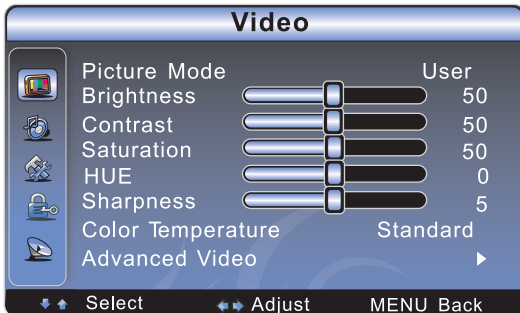 Video
Picture Mode User
Brightness 50
Contrast 50
Saturation 50
HUE 0
Sharpness 5
Color Temperature Standard
Advanced Video
Select Adjust MENU Back